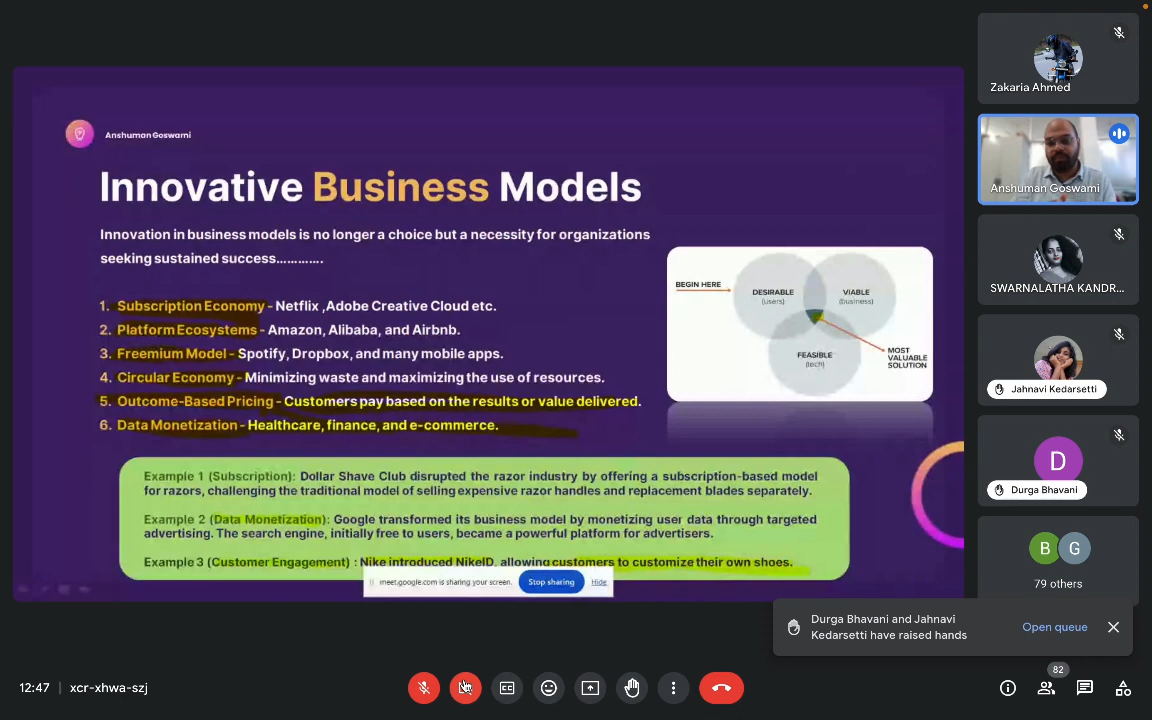 Zakaria Ahmed
Anshuman Goswami
Innovative Business Models
Innovation in business models is no longer a choice but a necessity for organizations
seeking sustained success.............
1. Subscription Economy - Netflix ,Adobe Creative Cloud etc.
2. Platform Ecosystems - Amazon, Alibaba, and Airbnb.
3. Freemium Model - Spotify, Dropbox, and many mobile apps.
4. Circular Economy - Minimizing waste and maximizing the use of resources.
5. Outcome-Based Pricing - Customers pay based on the results or value delivered.
6. Data Monetization - Healthcare, finance, and e-commerce.
BEGIN HERE
DESIRABLE
(users)
VIABLE
(business)
FEASIBLE
(tech)
MOST
VALUABLE
SOLUTION
Example 1 (Subscription): Dollar Shave Club disrupted the razor industry by offering a subscription-based model
for razors, challenging the traditional model of selling expensive razor handles and replacement blades separately.
Example 2 (Data Monetization): Google transformed its business model by monetizing user data through targeted
advertising. The search engine, initially free to users, became a powerful platform for advertisers.
Example 3 (Customer Engagement) : Nike introduced NikeID, allowing customers to customize their own shoes.
meet.google.com is sharing your screen.
Stop sharing
Hide
Anshuman Goswami
SWARNALATHA KANDR...
Jahnavi Kedarsetti
D
Durga Bhavani
B
G
79 others
Durga Bhavani and Jahnavi
Kedarsetti have raised hands
Open queue
12:47 | xcr-xhwa-szj
CC
82